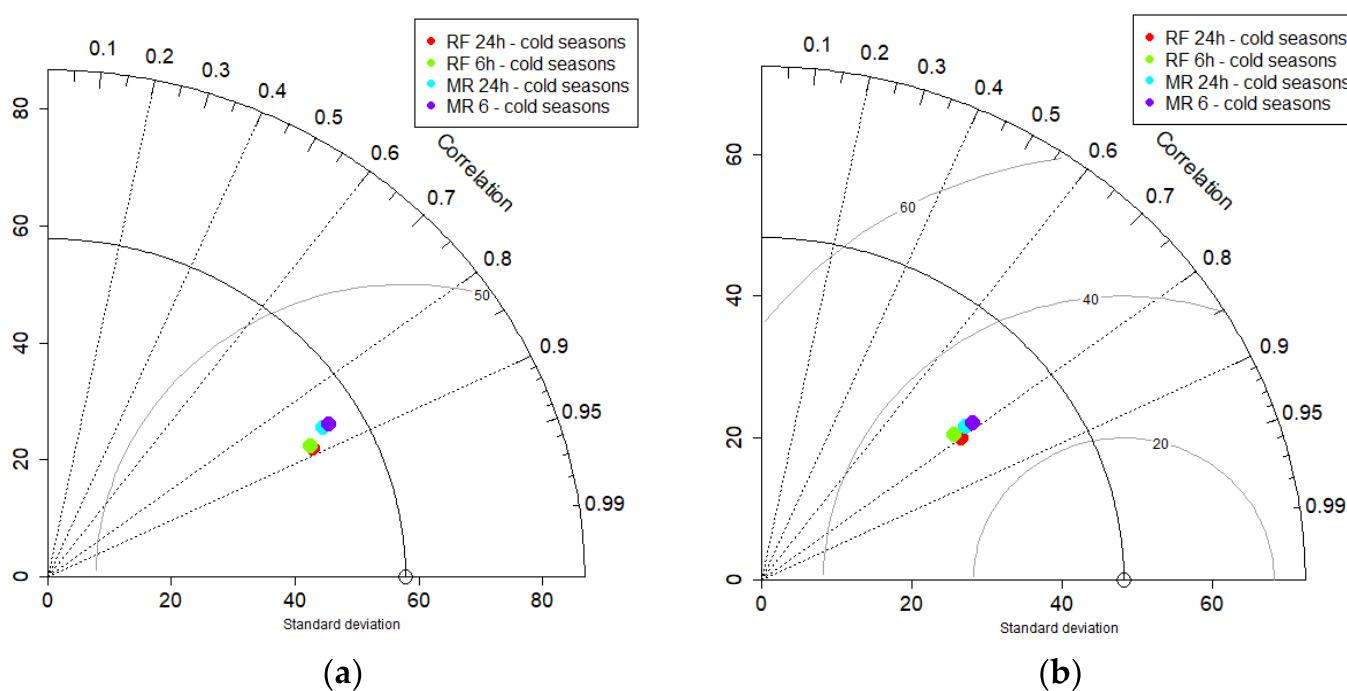 RF 24h - cold seasons
RF 6h - cold seasons
MR 24h - cold seasons
MR 6 - cold seasons
0.1
0.2
0.3
0.4
0.5
0.6
0.7
0.8
0.9
0.95
0.99
Correlation
80
60
40
20
0
50
0 20 40 60 80
Standard deviation
(a)
RF 24h - cold seasons
RF 6h - cold seasons
MR 24h - cold seasons
MR 6 - cold seasons
0.1
0.2
0.3
0.4
0.5
0.6
0.7
0.8
0.9
0.95
0.99
Correlation
60
40
20
0
60
40
20
0 20 40 60
Standard deviation
(b)